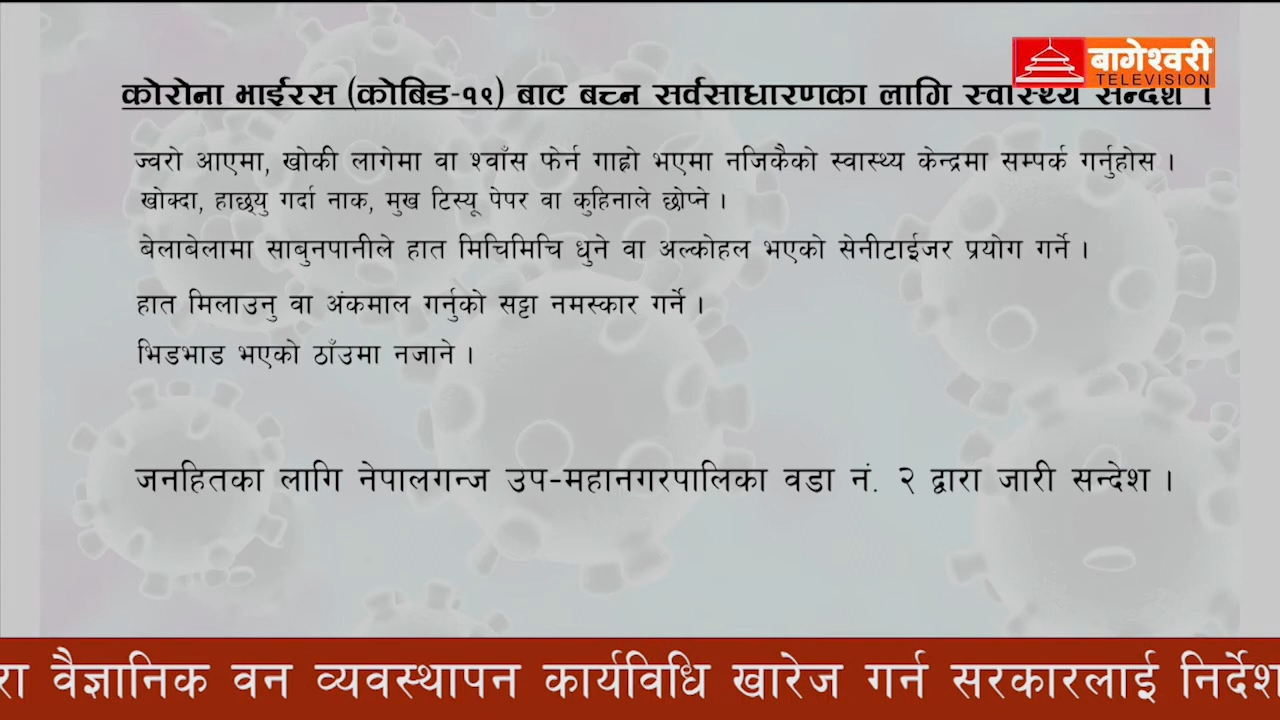 बागेश्वरी
TELEVISION
कोरोना भाईरस (कोबिड-१९) बाट बच्न सर्वसाधारणका लागि स्वास्थ्य सन्देश ।
ज्वरो आएमा, खोकी लागेमा वा श्वाँस फेर्न गाह्रो भएमा नजिकैको स्वास्थ्य केन्द्रमा सम्पर्क गर्नुहोस ।
खोक्दा, हाछ्यु गर्दा नाक, मुख टिस्यू पेपर वा कुहिनाले छोप्ने ।
बेलाबेलामा साबुनपानीले हात मिचिमिचि धुने वा अल्कोहल भएको सेनीटाईजर प्रयोग गर्ने ।
हात मिलाउनु वा अंकमाल गर्नुको सट्टा नमस्कार गर्ने ।
भिडभाड भएको ठाँउमा नजाने ।
जनहितका लागि नेपालगन्ज उप-महानगरपालिका वडा नं. २ द्वारा जारी सन्देश ।
रा वैज्ञानिक वन व्यवस्थापन कार्यविधि खारेज गर्न सरकारलाई निर्देश